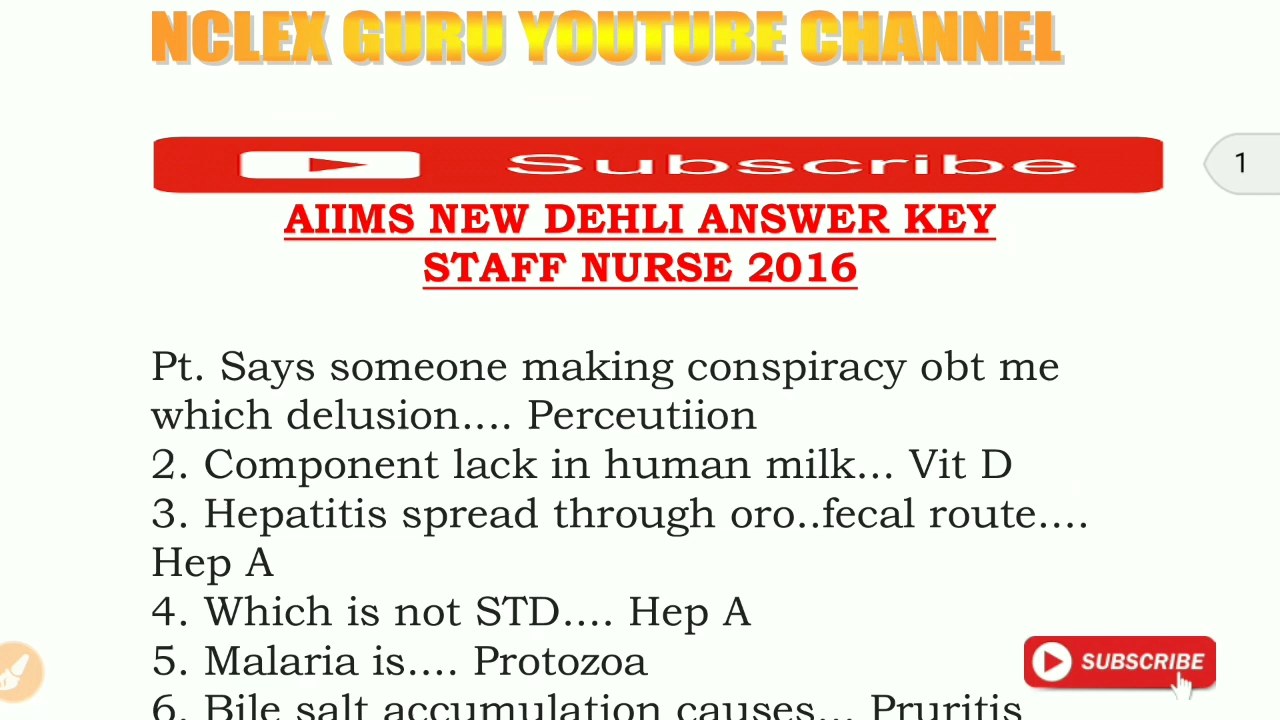 NCLEX GURU YOUTUBE CHANNEL
Subscribe
1
AIIMS NEW DEHLI ANSWER KEY
STAFF NURSE 2016
Pt. Says someone making conspiracy obt me
which delusion.... Perceutiion
2. Component lack in human milk... Vit D
3. Hepatitis spread through oro..fecal route....
Hep A
4. Which is not STD.... Hep A
5. Malaria is.... Protozoa
SUBSCRIBE
6. Bile salt accumulation causes... Pruritis